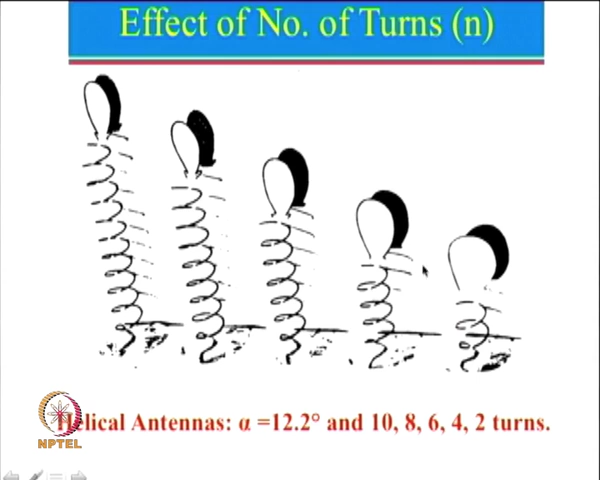 Effect of No. of Turns (n)
Helical Antennas: α =12.2° and 10, 8, 6, 4, 2 turns.
NPTEL